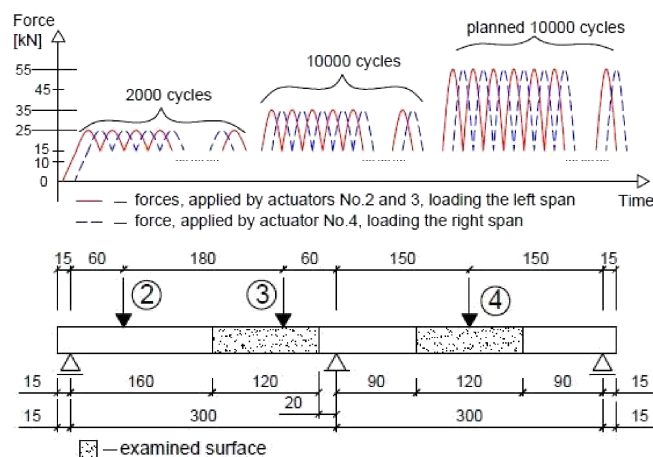 Force
[kN]
planned 10000 cycles
10000 cycles
2000 cycles
55
45
35
25
15
10
0
Time
— forces, applied by actuators No.2 and 3, loading the left span
— force, applied by actuator No.4, loading the right span
15 60 180 60 150 150 15
2 3 4
15 160 120 90 120 90 15
20
15 300 300 15
— examined surface